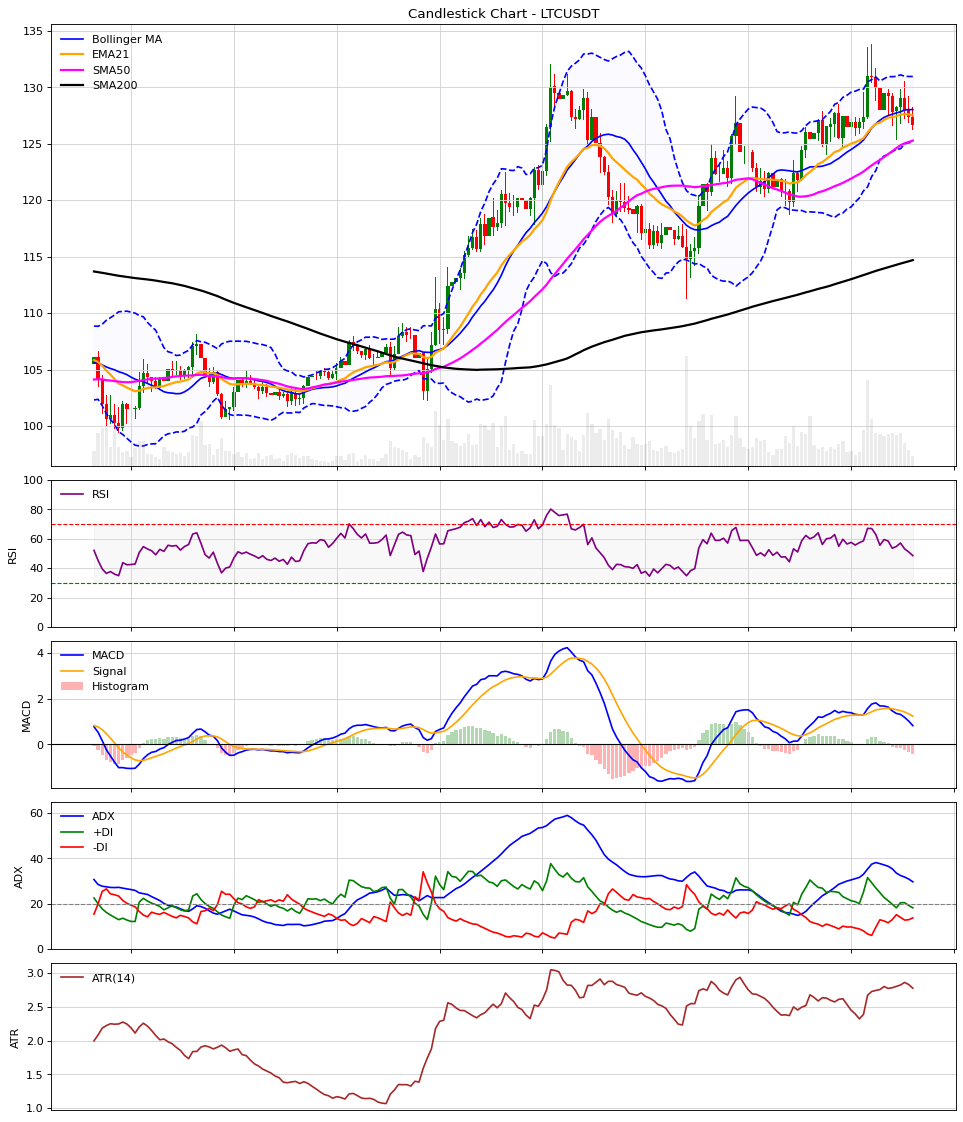 Candlestick Chart - LTCUSDT
135
130
125
120
115
110
105
100
Bollinger MA
EMA21
SMA50
SMA200
100
80
60
40
20
0
RSI
RSI
4
2
0
MACD
MACD
Signal
Histogram
60
40
20
0
ADX
ADX
+DI
-DI
3.0
2.5
2.0
1.5
1.0
ATR
ATR(14)